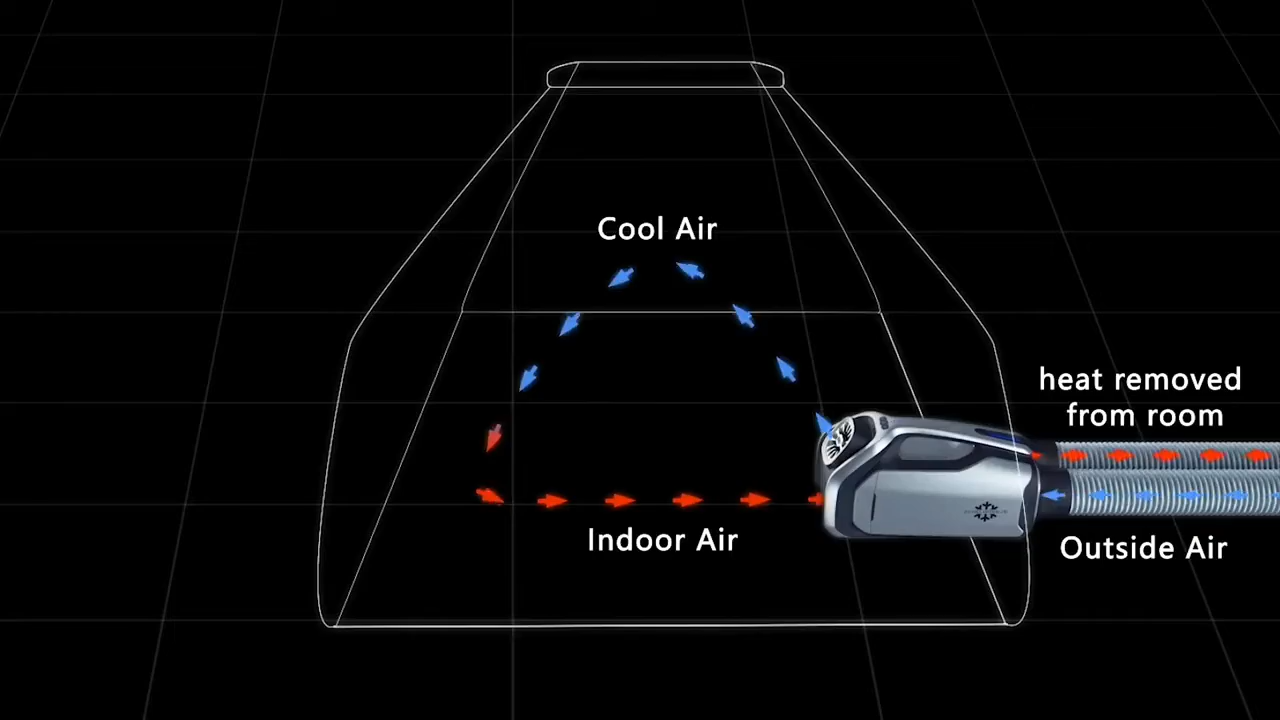 Cool Air
heat removed
from room
Indoor Air
Outside Air